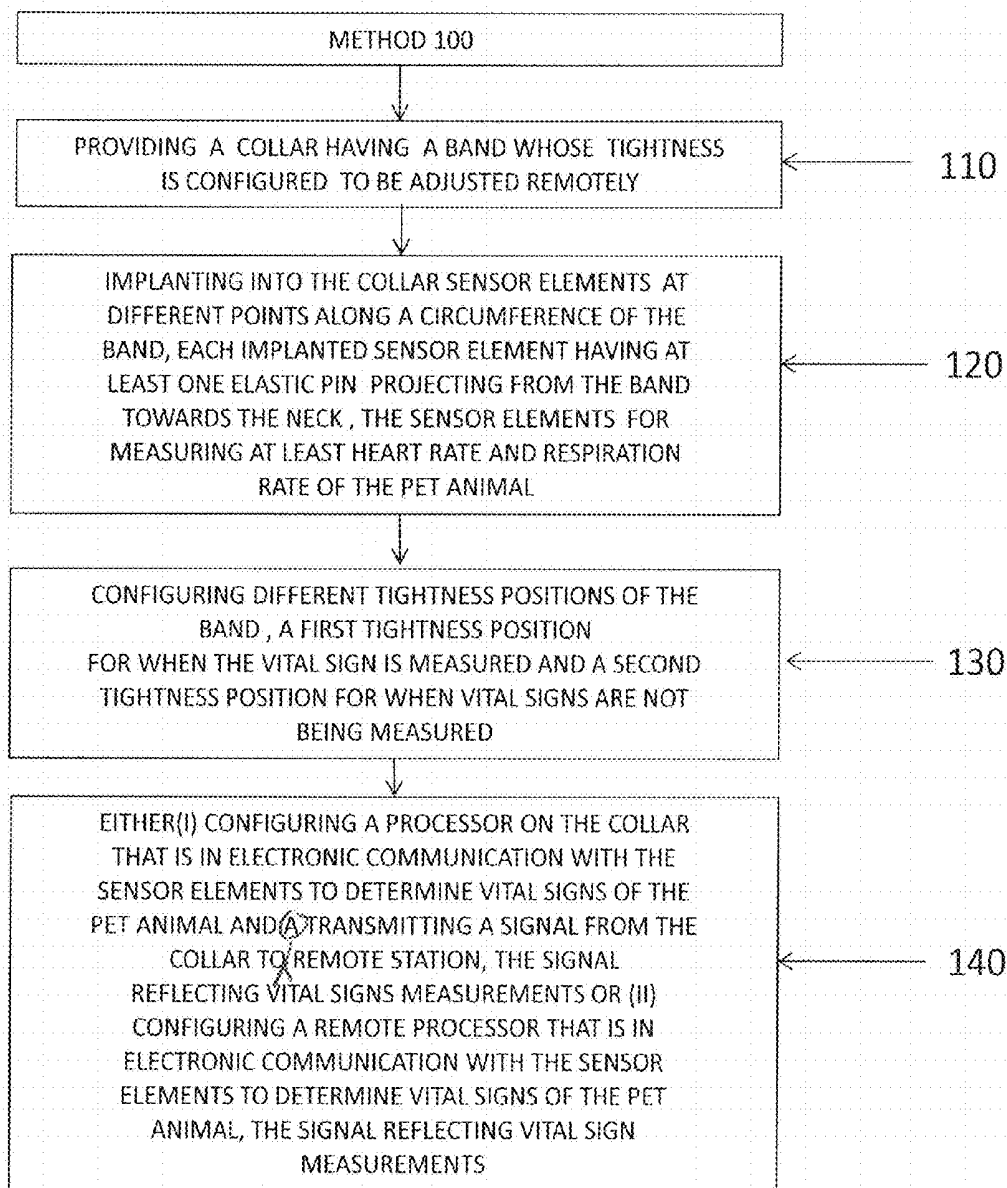 METHOD 100
PROVIDING A COLLAR HAVING A BAND WHOSE TIGHTNESS
IS CONFIGURED TO BE ADJUSTED REMOTELY
110
IMPLANTING INTO THE COLLAR SENSOR ELEMENTS AT
DIFFERENT POINTS ALONG A CIRCUMFERENCE OF THE
BAND, EACH IMPLANTED SENSOR ELEMENT HAVING AT
LEAST ONE ELASTIC PIN PROJECTING FROM THE BAND
TOWARDS THE NECK , THE SENSOR ELEMENTS FOR
MEASURING AT LEAST HEART RATE AND RESPIRATION
RATE OF THE PET ANIMAL
120
CONFIGURING DIFFERENT TIGHTNESS POSITIONS OF THE
BAND , A FIRST TIGHTNESS POSITION
FOR WHEN THE VITAL SIGN IS MEASURED AND A SECOND
TIGHTNESS POSITION FOR WHEN VITAL SIGNS ARE NOT
BEING MEASURED
130
EITHER(I) CONFIGURING A PROCESSOR ON THE COLLAR
THAT IS IN ELECTRONIC COMMUNICATION WITH THE
SENSOR ELEMENTS TO DETERMINE VITAL SIGNS OF THE
PET ANIMAL AND A TRANSMITTING A SIGNAL FROM THE
COLLAR TO REMOTE STATION, THE SIGNAL
REFLECTING VITAL SIGNS MEASUREMENTS OR (II)
CONFIGURING A REMOTE PROCESSOR THAT IS IN
ELECTRONIC COMMUNICATION WITH THE SENSOR
ELEMENTS TO DETERMINE VITAL SIGNS OF THE PET
ANIMAL, THE SIGNAL REFLECTING VITAL SIGN
MEASUREMENTS
140